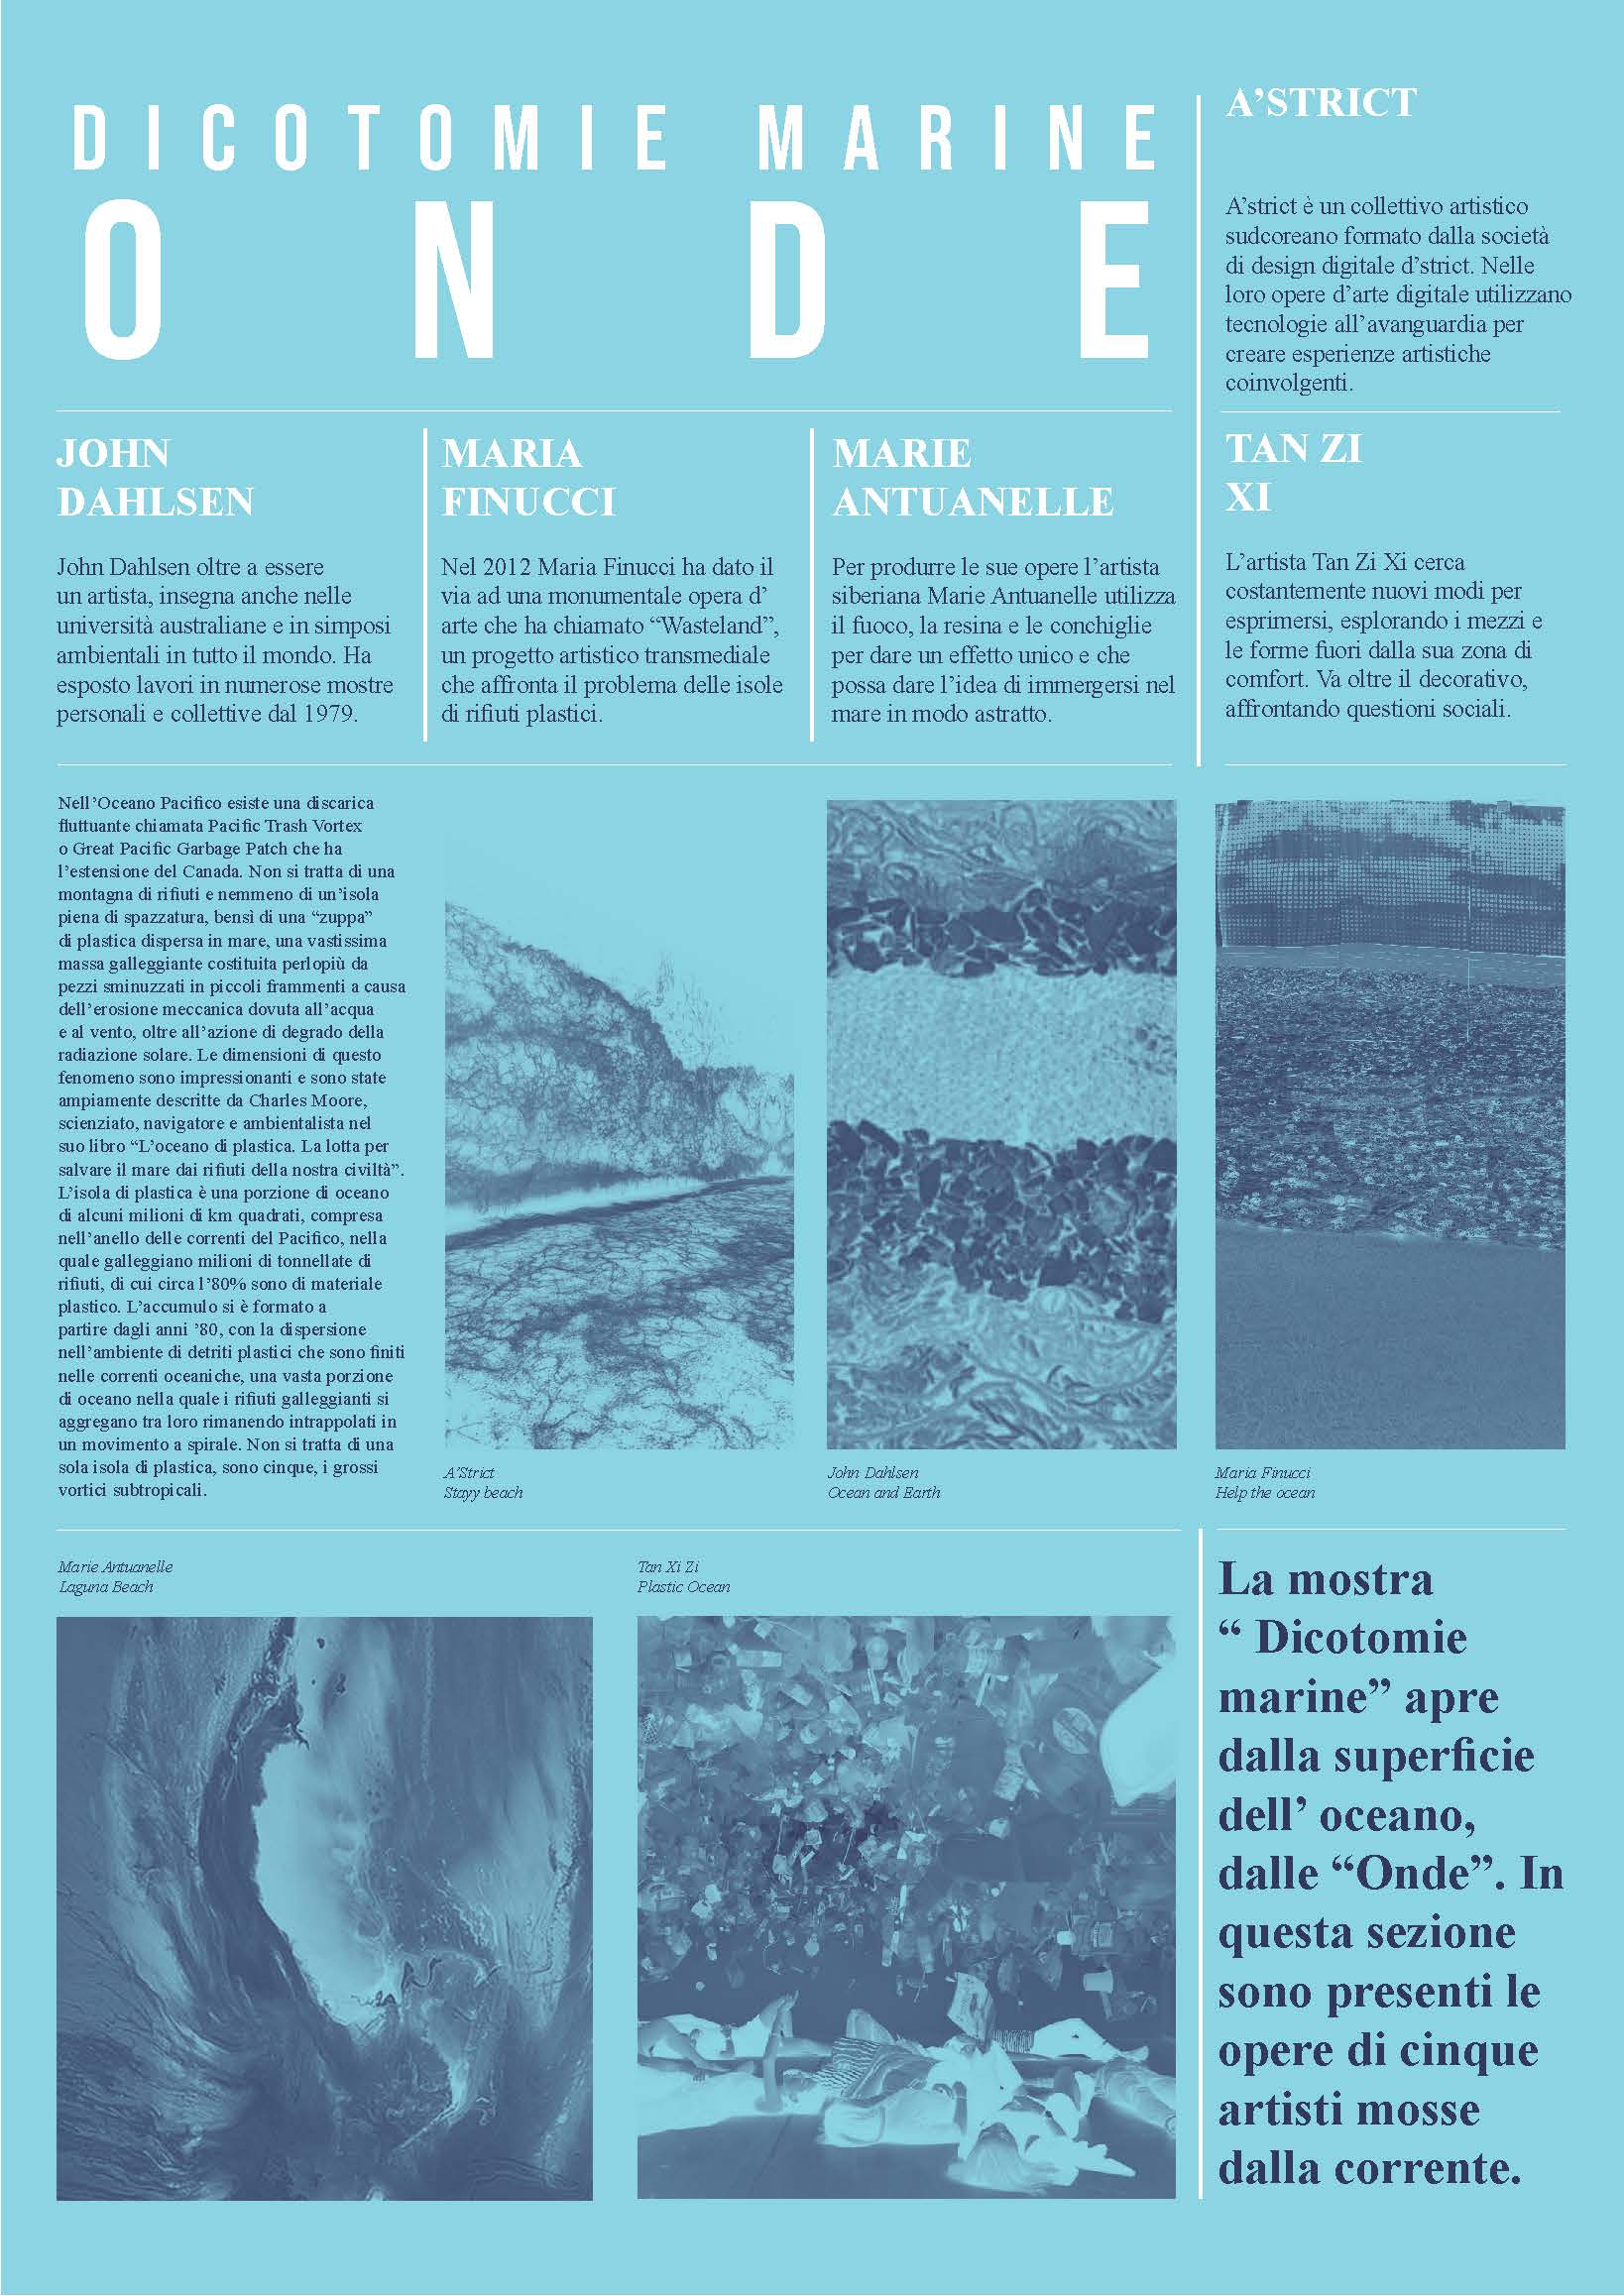 DICOTOMIE MARINE
ONDE
A’STRICT
A’strict è un collettivo artistico
sudcoreano formato dalla società
di design digitale d’strict. Nelle
loro opere d’arte digitale utilizzano
tecnologie all’avanguardia per
creare esperienze artistiche
coinvolgenti.
JOHN
DAHLSEN
John Dahlsen oltre a essere
un artista, insegna anche nelle
università australiane e in simposi
ambientali in tutto il mondo. Ha
esposto lavori in numerose mostre
personali e collettive dal 1979.
MARIA
FINUCCI
Nel 2012 Maria Finucci ha dato il
via ad una monumentale opera d’
arte che ha chiamato “Wasteland”,
un progetto artistico transmediale
che affronta il problema delle isole
di rifiuti plastici.
MARIE
ANTUANELLE
Per produrre le sue opere l’artista
siberiana Marie Antuanelle utilizza
il fuoco, la resina e le conchiglie
per dare un effetto unico e che
possa dare l’idea di immergersi nel
mare in modo astratto.
TAN ZI
XI
L’artista Tan Zi Xi cerca
costantemente nuovi modi per
esprimersi, esplorando i mezzi e
le forme fuori dalla sua zona di
comfort. Va oltre il decorativo,
affrontando questioni sociali.
Nell’Oceano Pacifico esiste una discarica
fluttuante chiamata Pacific Trash Vortex
o Great Pacific Garbage Patch che ha
l’estensione del Canada. Non si tratta di una
montagna di rifiuti e nemmeno di un’isola
piena di spazzatura, bensì di una “zuppa”
di plastica dispersa in mare, una vastissima
massa galleggiante costituita perlopiù da
pezzi sminuzzati in piccoli frammenti a causa
dell’erosione meccanica dovuta all’acqua
e al vento, oltre all’azione di degrado della
radiazione solare. Le dimensioni di questo
fenomeno sono impressionanti e sono state
ampiamente descritte da Charles Moore,
scienziato, navigatore e ambientalista nel
suo libro “L’oceano di plastica. La lotta per
salvare il mare dai rifiuti della nostra civiltà”.
L’isola di plastica è una porzione di oceano
di alcuni milioni di km quadrati, compresa
nell’anello delle correnti del Pacifico, nella
quale galleggiano milioni di tonnellate di
rifiuti, di cui circa l’80% sono di materiale
plastico. L’accumulo si è formato a
partire dagli anni ’80, con la dispersione
nell’ambiente di detriti plastici che sono finiti
nelle correnti oceaniche, una vasta porzione
di oceano nella quale i rifiuti galleggianti si
aggregano tra loro rimanendo intrappolati in
un movimento a spirale. Non si tratta di una
sola isola di plastica, sono cinque, i grossi
vortici subtropicali.
A’Strict
Stayy beach
John Dahlsen
Ocean and Earth
Maria Finucci
Help the ocean
Marie Antuanelle
Laguna Beach
Tan Xi Zi
Plastic Ocean
La mostra
“ Dicotomie
marine” apre
dalla superficie
dell’ oceano,
dalle “Onde”. In
questa sezione
sono presenti le
opere di cinque
artisti mosse
dalla corrente.